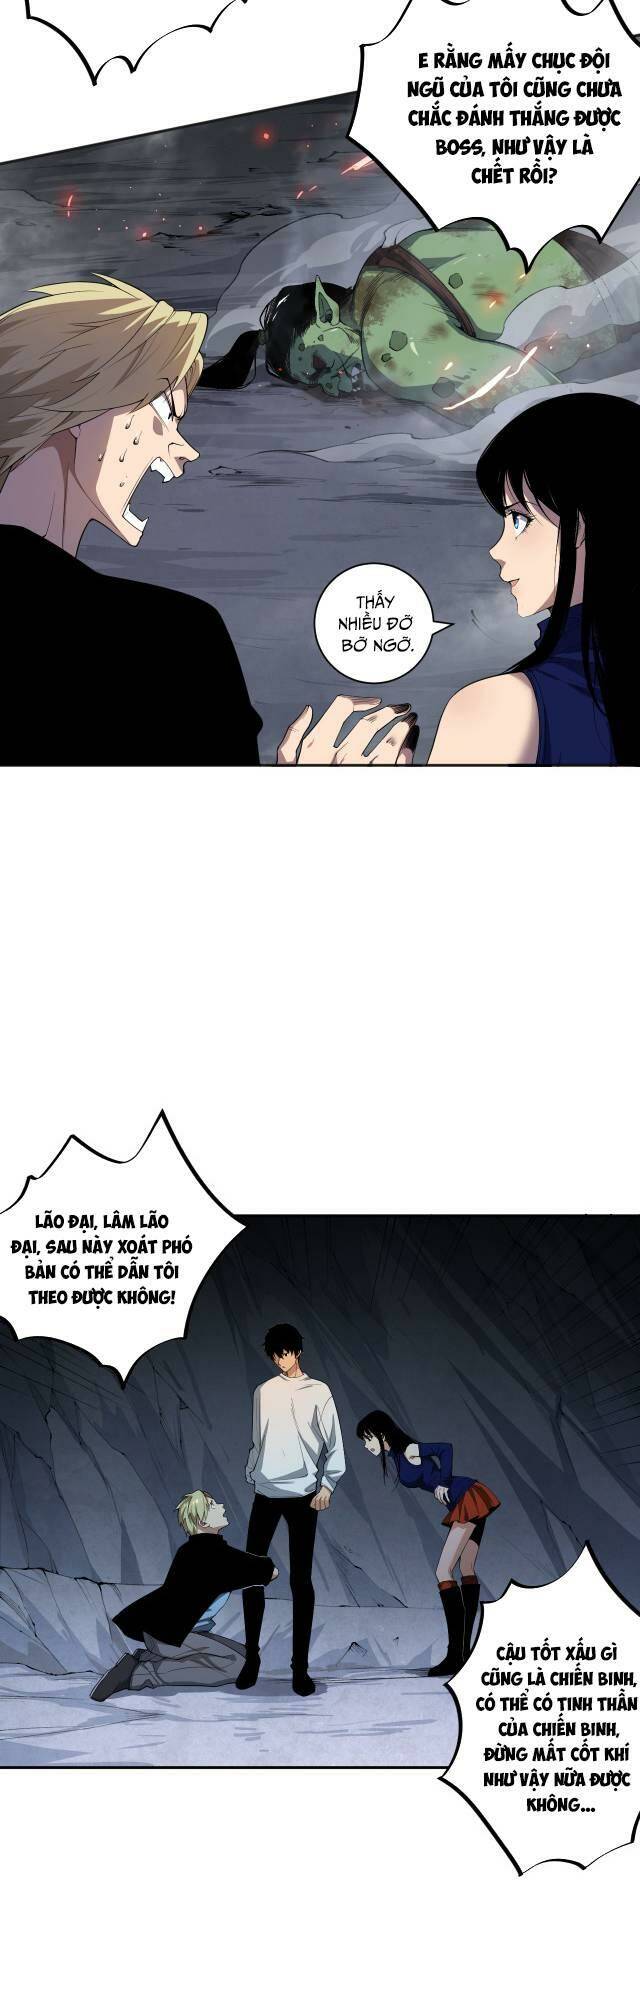 E RẰNG MẤY CHỤC ĐỘI
NGŨ CỦA TÔI CŨNG CHƯA
CHẮC ĐÁNH THẮNG ĐƯỢC
BOSS, NHƯ VẬY LÀ
CHẾT RỒI?
THẤY
NHIỀU ĐỠ
BỠ NGỠ.
LÃO ĐẠI, LÂM LÃO
ĐẠI, SAU NÀY XOÁT PHÓ
BẢN CÓ THỂ DẪN TÔI
THEO ĐƯỢC KHÔNG!
CẬU TỐT XẤU GÌ
CŨNG LÀ CHIẾN BINH,
CÓ THỂ CÓ TINH THẦN
CỦA CHIẾN BINH,
ĐỪNG MẤT CỐT KHÍ
NHƯ VẬY NỮA ĐƯỢC
KHÔNG...